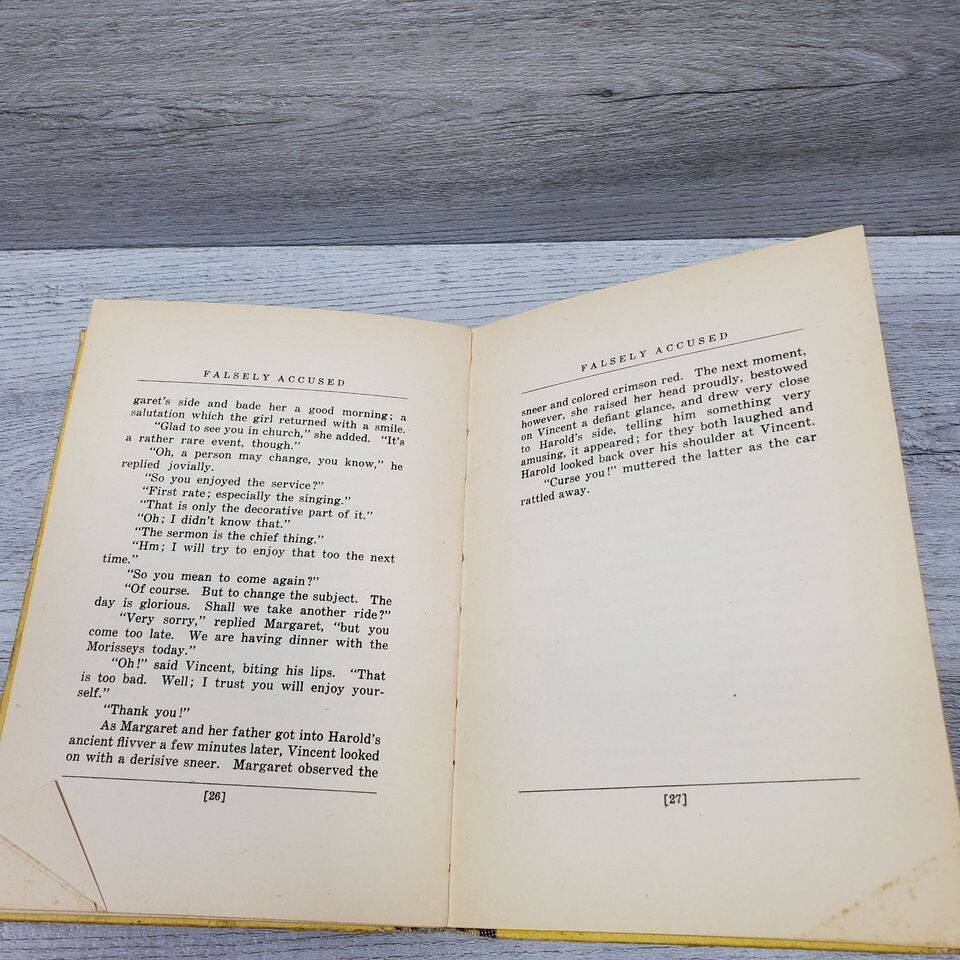 FALSELY ACCUSED
garet's side and bade her a good morning; a
salutation which the girl returned with a smile.
"Glad to see you in church," she added. "It's
a rather rare event, though."
"Oh, a person may change, you know," he
replied jovially.
"So you enjoyed the service?"
"First rate; especially the singing."
"That is only the decorative part of it."
"Oh; I didn't know that."
"The sermon is the chief thing."
"Hm; I will try to enjoy that too the next
time."
"So you mean to come again?"
"Of course. But to change the subject. The
day is glorious. Shall we take another ride?"
"Very sorry," replied Margaret, "but you
come too late. We are having dinner with the
Morisseys today."
"Oh!" said Vincent, biting his lips. "That
is too bad. Well; I trust you will enjoy your-
self."
"Thank you!"
As Margaret and her father got into Harold's
ancient flivver a few minutes later, Vincent looked
on with a derisive sneer. Margaret observed the
[26]
FALSELY ACCUSED
sneer and colored crimson red. The next moment,
however, she raised her head proudly, bestowed
on Vincent a defiant glance, and drew very close
to Harold's side, telling him something very
amusing, it appeared; for they both laughed and
Harold looked back over his shoulder at Vincent.
"Curse you!" muttered the latter as the car
rattled away.
[27]